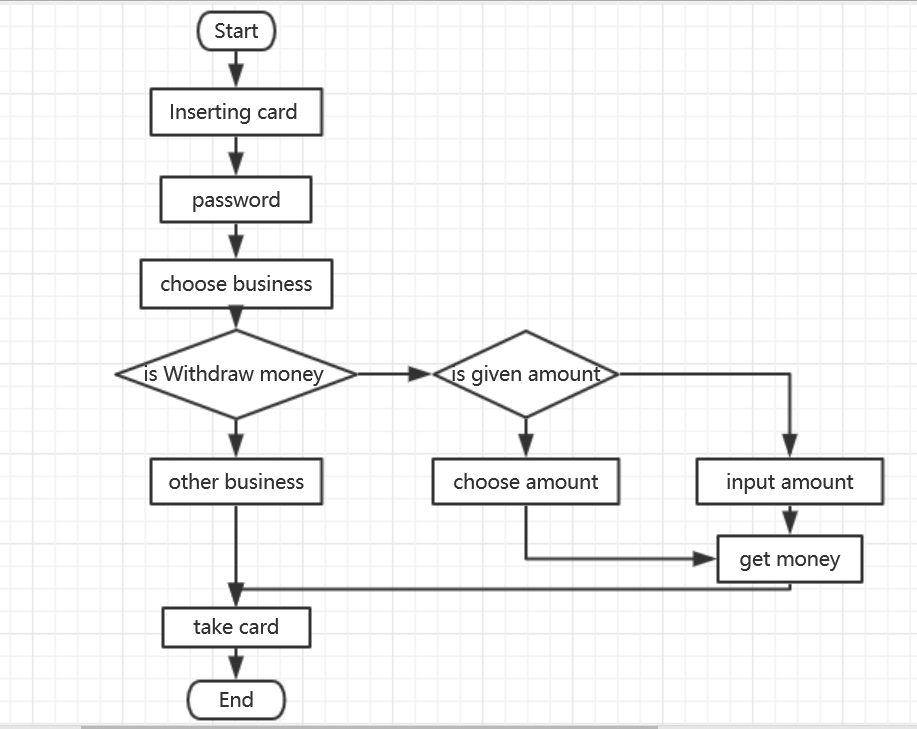 Start
Inserting card
password
choose business
is Withdraw money
is given amount
other business
choose amount
input amount
get money
take card
End